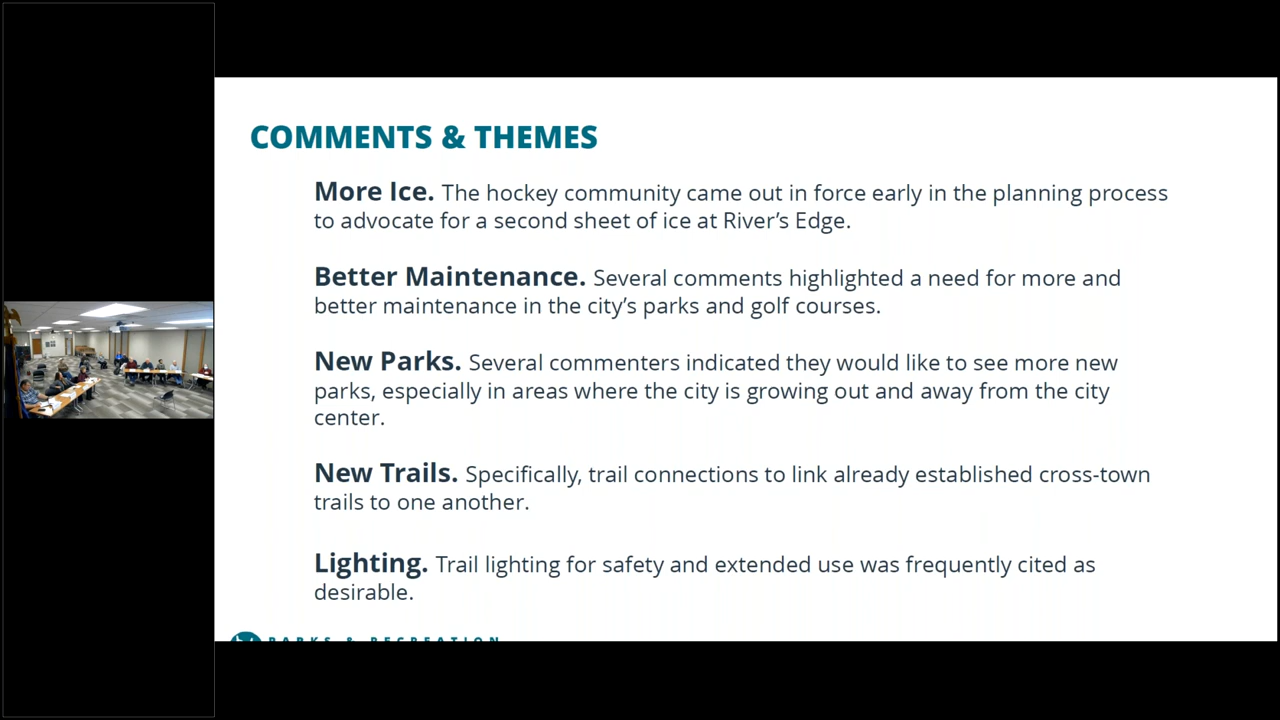 COMMENTS & THEMES
More Ice. The hockey community came out in force early in the planning process
to advocate for a second sheet of ice at River’s Edge.
Better Maintenance. Several comments highlighted a need for more and
better maintenance in the city’s parks and golf courses.
New Parks. Several commenters indicated they would like to see more new
parks, especially in areas where the city is growing out and away from the city
center.
New Trails. Specifically, trail connections to link already established cross-town
trails to one another.
Lighting. Trail lighting for safety and extended use was frequently cited as
desirable.
PARKS & RECREATION